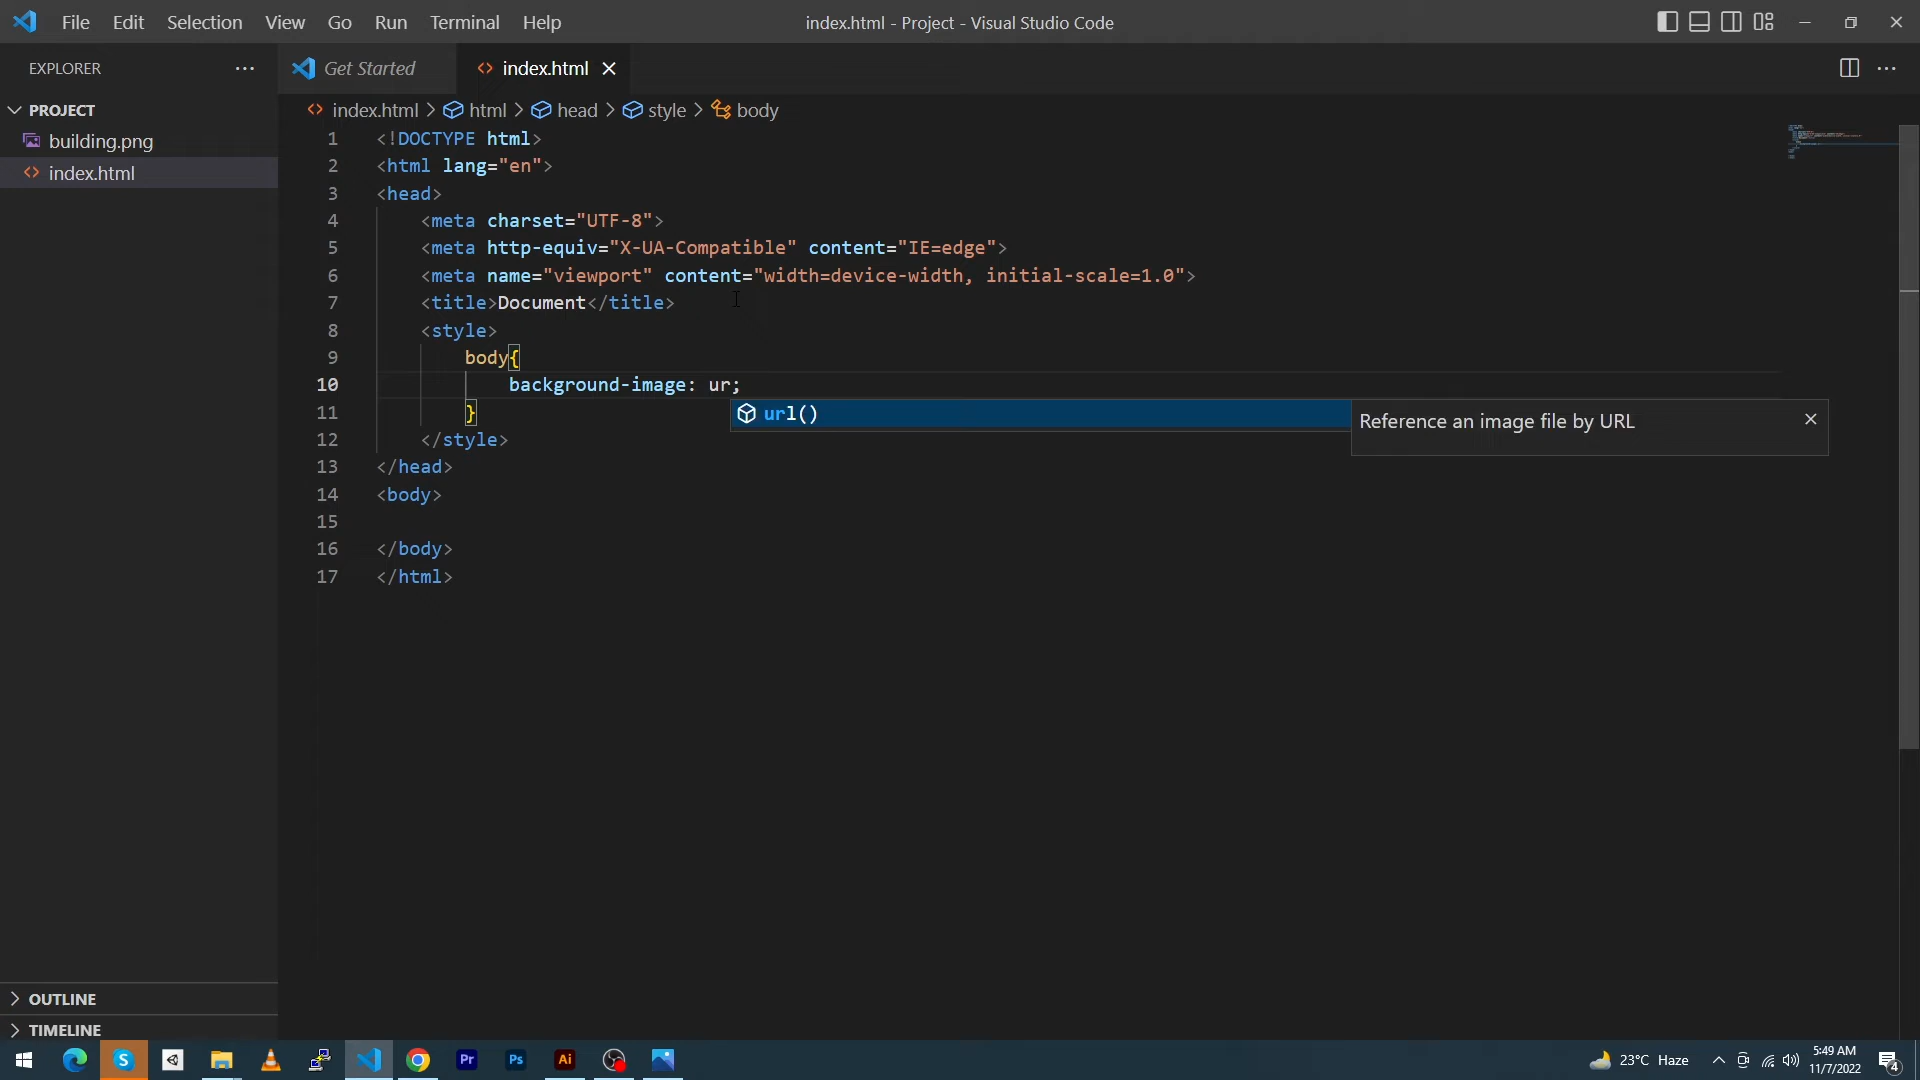 File Edit Selection View Go Run Terminal Help
index.html - Project - Visual Studio Code
EXPLORER
Get Started
index.html
PROJECT
building.png
index.html
index.html > html > head > style > body
1 <!DOCTYPE html>
2 <html lang="en">
3 <head>
4 <meta charset="UTF-8">
5 <meta http-equiv="X-UA-Compatible" content="IE=edge">
6 <meta name="viewport" content="width=device-width, initial-scale=1.0">
7 <title>Document</title>
8 <style>
9 body{
10 background-image: ur;
11 }
url()
Reference an image file by URL
12 </style>
13 </head>
14 <body>
15
16 </body>
17 </html>
OUTLINE
TIMELINE
S
Pr
Ps
Ai
23°C Haze
5:49 AM
11/7/2022
4